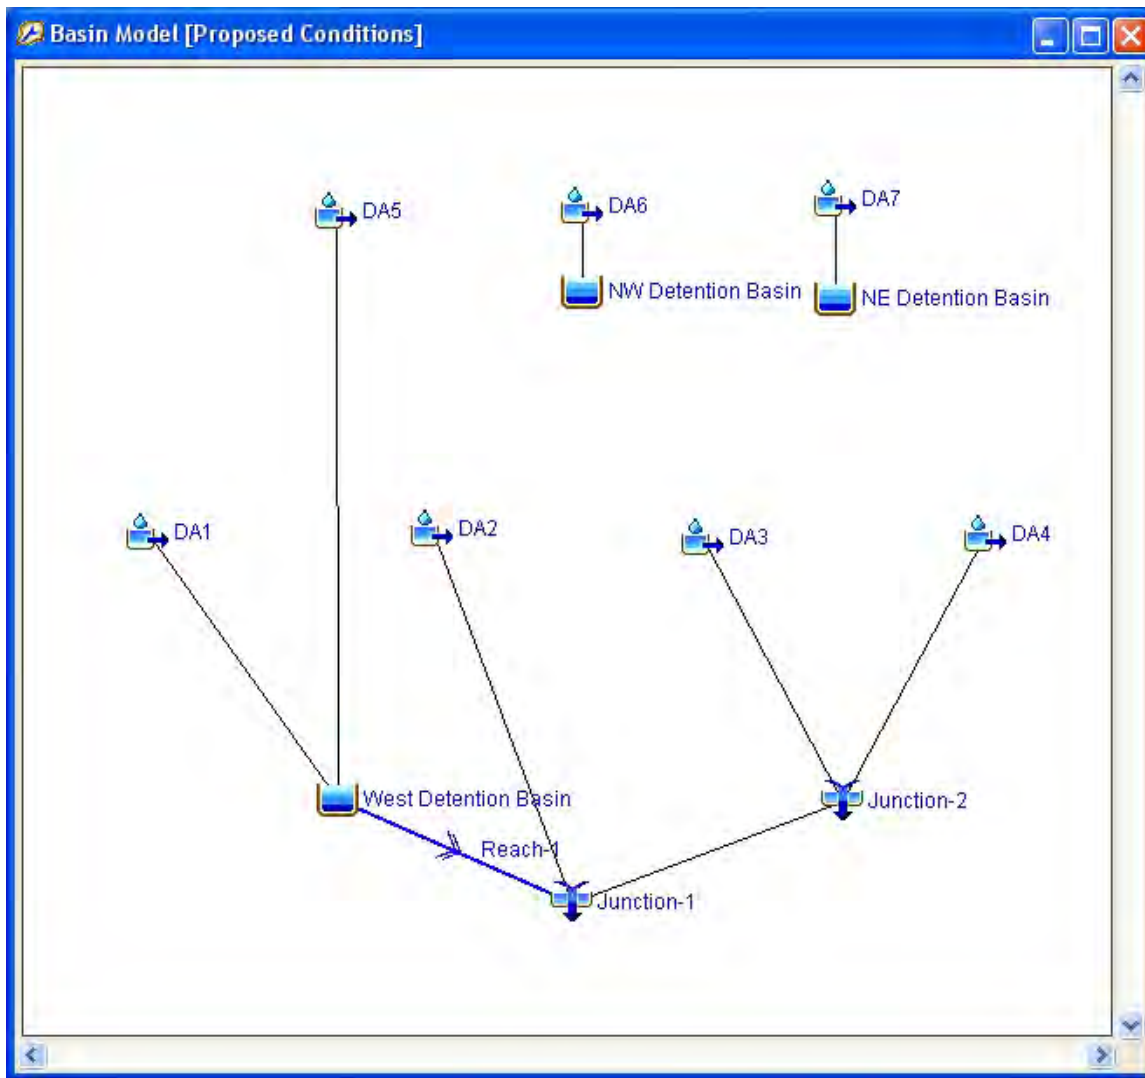 Basin Model [Proposed Conditions]
DA5
DA6
DA7
NW Detention Basin
NE Detention Basin
DA1
DA2
DA3
DA4
West Detention Basin
Junction-2
Reach-1
Junction-1